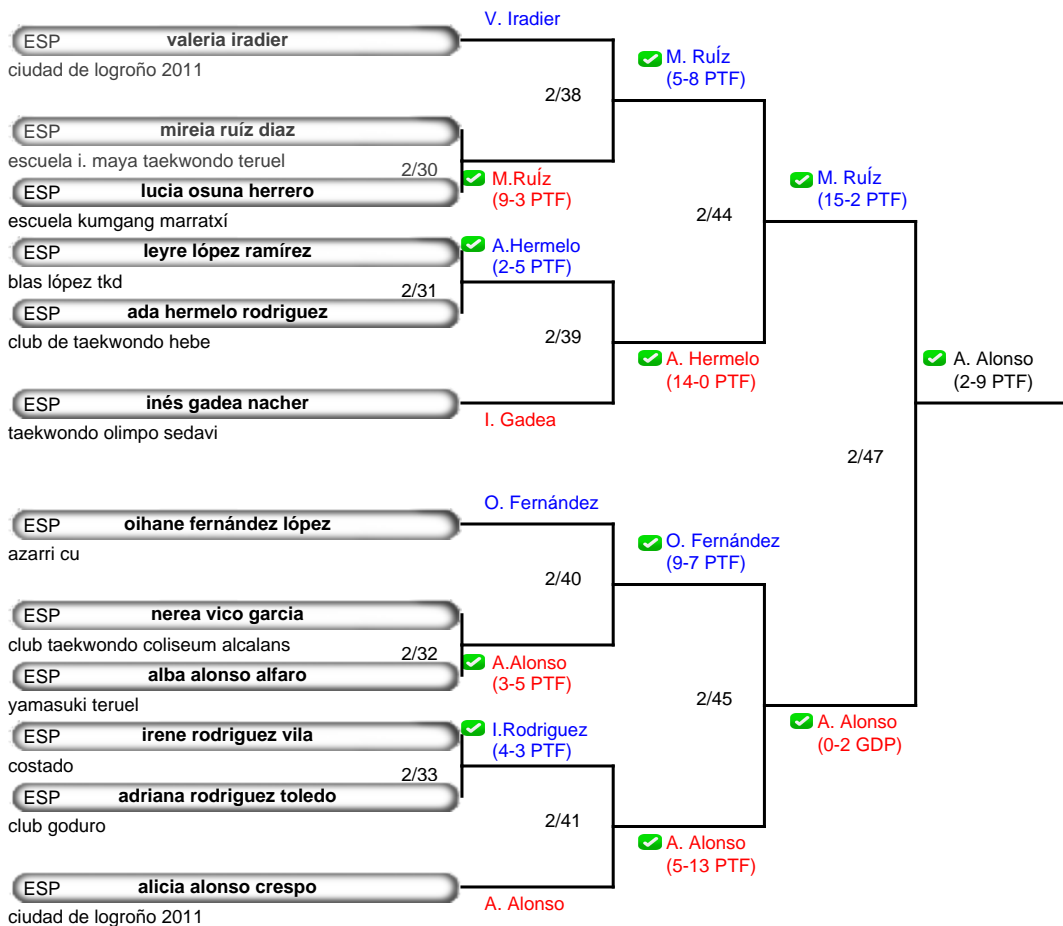 V. Iradier
ESP valeria iradier
ciudad de logroño 2011
M. RuÍz
(5-8 PTF)
2/38
ESP mireia ruíz diaz
escuela i. maya taekwondo teruel
2/30
M.RuÍz
(9-3 PTF)
ESP lucia osuna herrero
escuela kumgang marratxí
M. RuÍz
(15-2 PTF)
2/44
ESP leyre lópez ramírez
blas lópez tkd
A.Hermelo
(2-5 PTF)
2/31
ESP ada hermelo rodriguez
club de taekwondo hebe
2/39
A. Hermelo
(14-0 PTF)
A. Alonso
(2-9 PTF)
ESP inés gadea nacher
taekwondo olimpo sedavi
I. Gadea
2/47
O. Fernández
ESP oihane fernández lópez
azarri cu
O. Fernández
(9-7 PTF)
2/40
ESP nerea vico garcia
club taekwondo coliseum alcalans
2/32
A.Alonso
(3-5 PTF)
ESP alba alonso alfaro
yamasuki teruel
2/45
ESP irene rodriguez vila
costado
I.Rodriguez
(4-3 PTF)
A. Alonso
(0-2 GDP)
2/33
ESP adriana rodriguez toledo
club goduro
2/41
A. Alonso
(5-13 PTF)
ESP alicia alonso crespo
ciudad de logroño 2011
A. Alonso